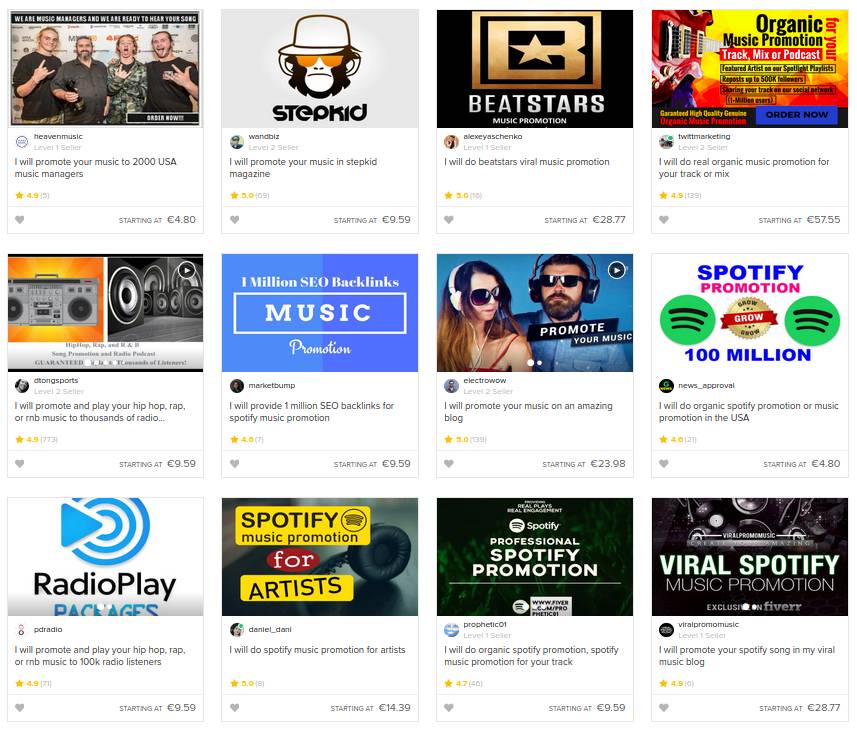 WE ARE MUSIC MANAGERS AND WE ARE READY TO HEAR YOUR SONG
ORDER NOW!!!
heavenmusic
Level 1 Seller
I will promote your music to 2000 USA
music managers
4.9 (5)
STARTING AT €4.80
STEPKID
wandbiz
Level 2 Seller
I will promote your music in stepkid
magazine
5.0 (69)
STARTING AT €9.59
B
BEATSTARS
MUSIC PROMOTION
alexeyaschenko
Level 1 Seller
I will do beatstars viral music promotion
5.0 (16)
STARTING AT €28.77
Organic
Music Promotion
for your
Track, Mix or Podcast
Featured Artist on our Spotlight Playlists
Reposts up to 500K Followers
Sharing your track on our social network
(1-Million users)
Garanteed High Quality Genuine
Organic Music Promotion
ORDER NOW
twittmarketing
Level 2 Seller
I will do real organic music promotion for
your track or mix
4.9 (139)
STARTING AT €57.55
HipHop, Rap, and R & B
Song Promotion and Radio Podcast
GUARANTEED
Thousands of Listeners!
dtongsports
Level 2 Seller
I will promote and play your hip hop, rap,
or rnb music to thousands of radio...
4.9 (773)
STARTING AT €9.59
1 Million SEO Backlinks
MUSIC
Promotion
marketbump
I will provide 1 million SEO backlinks for
spotify music promotion
4.6 (7)
STARTING AT €9.59
PROMOTE
YOUR MUSIC
electrowow
Level 2 Seller
I will promote your music on an amazing
blog
5.0 (139)
STARTING AT €23.98
SPOTIFY
PROMOTION
GROW
GROW
GROW
100 MILLION
news_approval
I will do organic spotify promotion or music
promotion in the USA
4.6 (21)
STARTING AT €4.80
RadioPlay
PACKAGES
pdradio
I will promote and play your hip hop, rap,
or rnb music to 100k radio listeners
4.9 (71)
STARTING AT €9.59
SPOTIFY
music promotion
for
ARTISTS
daniel_dani
I will do spotify music promotion for artists
5.0 (8)
STARTING AT €14.39
PROVIDING
REAL PLAYS
REAL ENGAGEMENT
Spotify
PROFESSIONAL
SPOTIFY
PROMOTION
WWW.FIVER
R.COM/PRO
PHETIC01
prophetic01
Level 1 Seller
I will do organic spotify promotion, spotify
music promotion for your track
4.7 (46)
STARTING AT €9.59
VIRALPROMOMUSIC
VIRAL SPOTIFY
MUSIC PROMOTION
fiverr
viralpromomusic
Level 1 Seller
I will promote your spotify song in my viral
music blog
4.9 (6)
STARTING AT €28.77